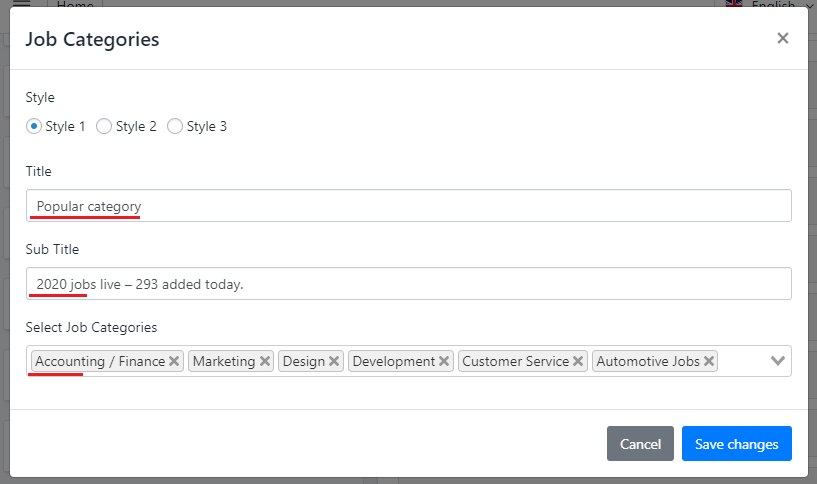 Home
English
Job Categories
Style
Style 1 Style 2 Style 3
Title
Popular category
Sub Title
2020 jobs live – 293 added today.
Select Job Categories
Accounting / Finance Marketing Design Development Customer Service Automotive Jobs
Cancel Save changes